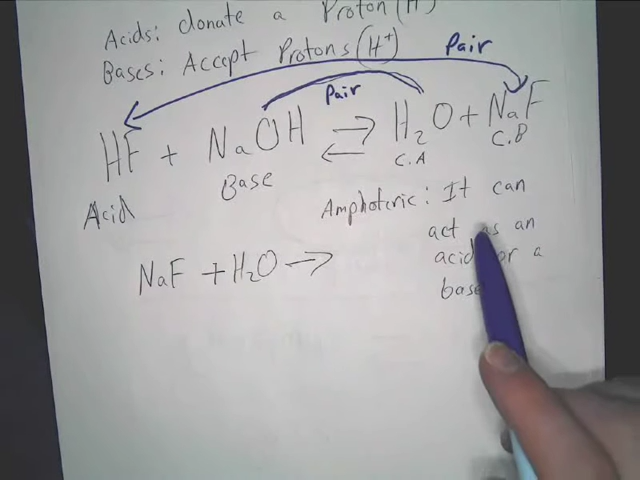 Acids: donate a Proton (H
Bases: Accept Protons (H+)
Pair
Pair
HF + NaOH ⇌ H2O + NaF
Acid Base C.A C.B
Amphoteric: It can
act as an
acid or a
base
NaF + H2O →